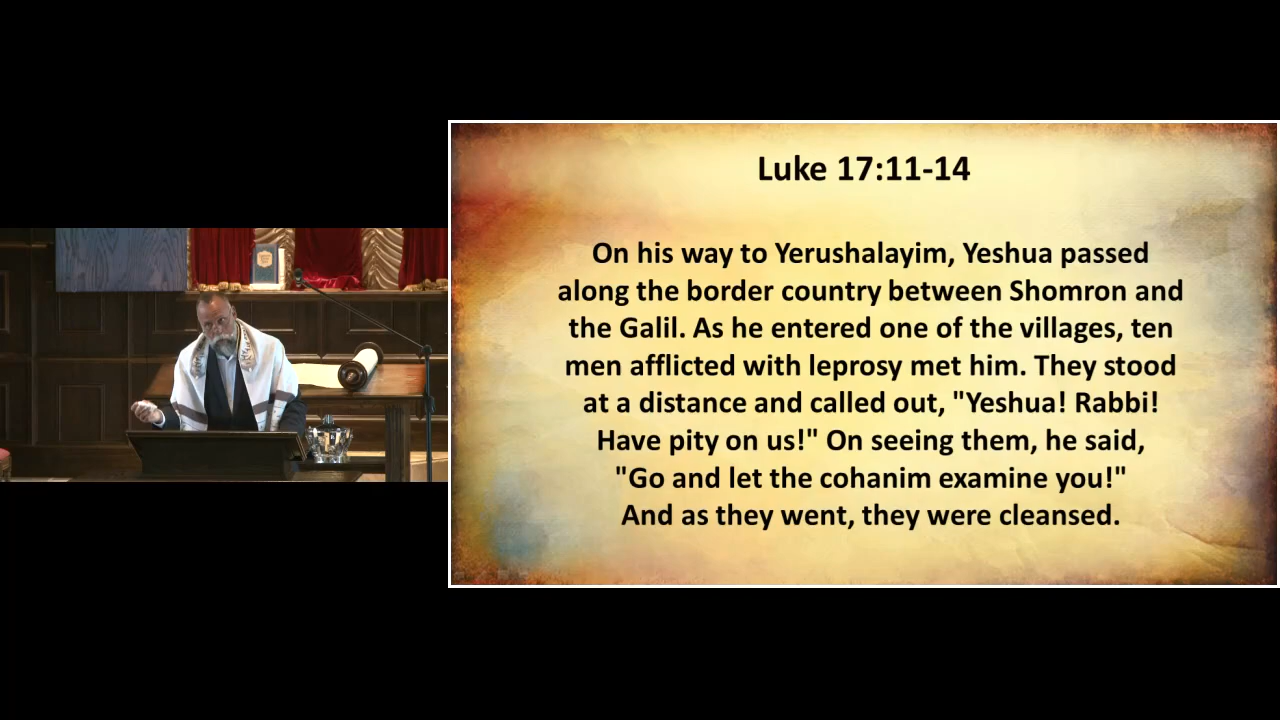 Luke 17:11-14
On his way to Yerushalayim, Yeshua passed
along the border country between Shomron and
the Galil. As he entered one of the villages, ten
men afflicted with leprosy met him. They stood
at a distance and called out, "Yeshua! Rabbi!
Have pity on us!" On seeing them, he said,
"Go and let the cohanim examine you!"
And as they went, they were cleansed.